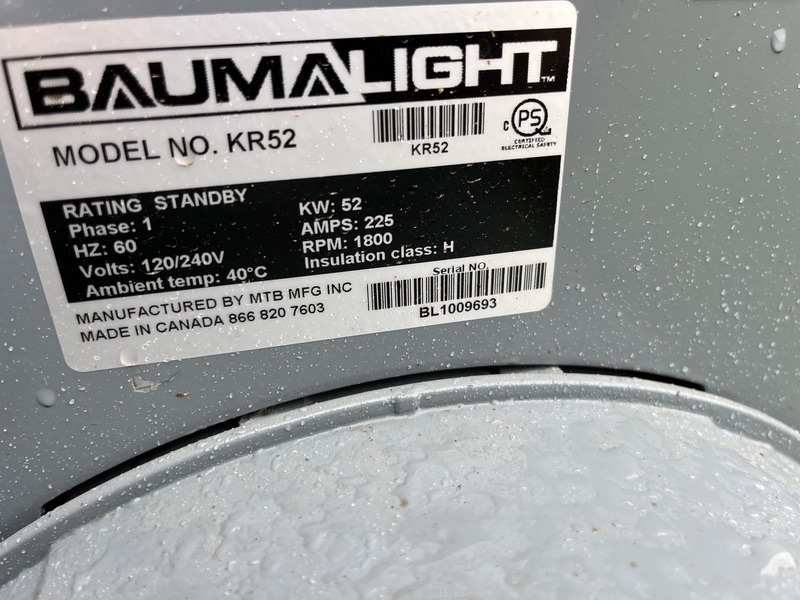 BAUMALIGHT™
MODEL NO. KR52
KR52
c PS
CERTIFIED
ELECTRICAL SAFETY
RATING STANDBY
Phase: 1
HZ: 60
Volts: 120/240V
Ambient temp: 40°C
KW: 52
AMPS: 225
RPM: 1800
Insulation class: H
MANUFACTURED BY MTB MFG INC
MADE IN CANADA 866 820 7603
Serial NO.
BL1009693